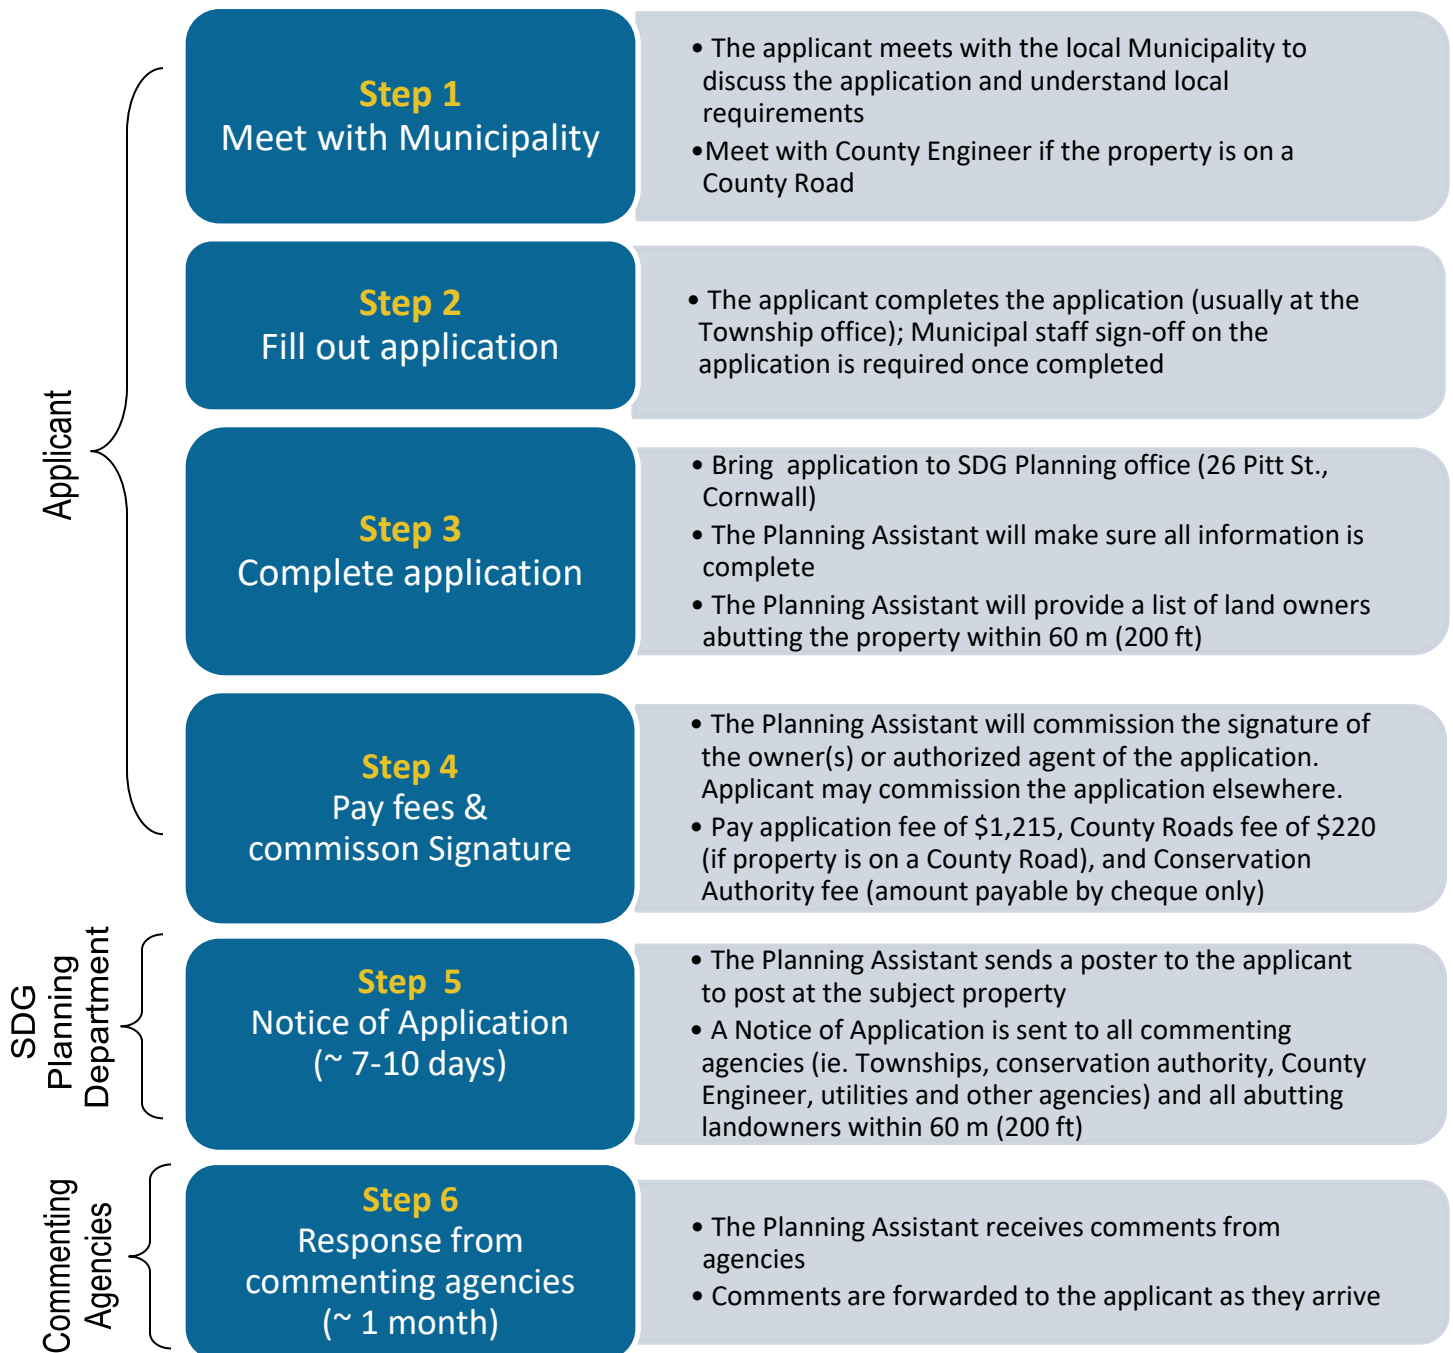 Applicant
Step 1
Meet with Municipality
• The applicant meets with the local Municipality to
discuss the application and understand local
requirements
•Meet with County Engineer if the property is on a
County Road
Step 2
Fill out application
• The applicant completes the application (usually at the
Township office); Municipal staff sign-off on the
application is required once completed
Step 3
Complete application
• Bring  application to SDG Planning office (26 Pitt St.,
Cornwall)
• The Planning Assistant will make sure all information is
complete
• The Planning Assistant will provide a list of land owners
abutting the property within 60 m (200 ft)
Step 4
Pay fees &
commisson Signature
• The Planning Assistant will commission the signature of
the owner(s) or authorized agent of the application.
Applicant may commission the application elsewhere.
• Pay application fee of $1,215, County Roads fee of $220
(if property is on a County Road), and Conservation
Authority fee (amount payable by cheque only)
SDG
Planning
Department
Step  5
Notice of Application
(~ 7-10 days)
• The Planning Assistant sends a poster to the applicant
to post at the subject property
• A Notice of Application is sent to all commenting
agencies (ie. Townships, conservation authority, County
Engineer, utilities and other agencies) and all abutting
landowners within 60 m (200 ft)
Commenting
Agencies
Step 6
Response from
commenting agencies
(~ 1 month)
• The Planning Assistant receives comments from
agencies
• Comments are forwarded to the applicant as they arrive